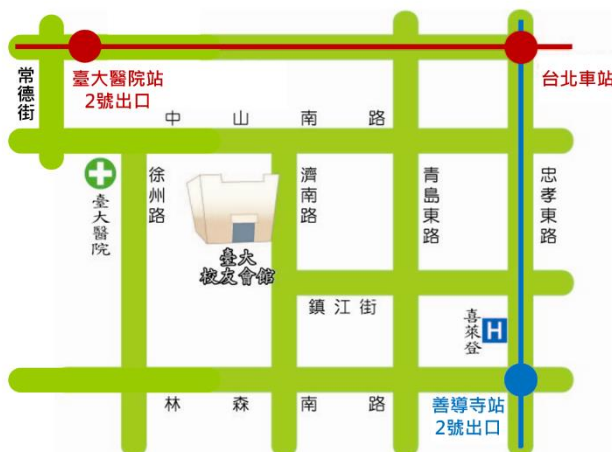 臺大醫院站
2號出口
台北車站
常德街
中山南路
臺大醫院
徐州路
臺大
校友會館
濟南路
青島東路
忠孝東路
鎮江街
喜萊登
H
林森南路
善導寺站
2號出口